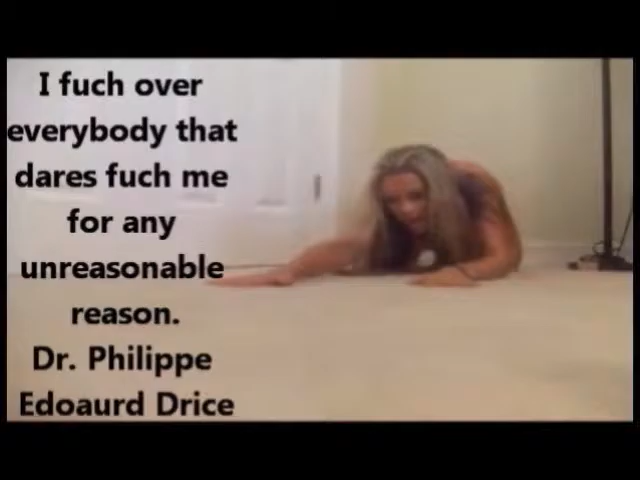 I fuch over
everybody that
dares fuch me
for any
unreasonable
reason.
Dr. Philippe
Edoaurd Drice